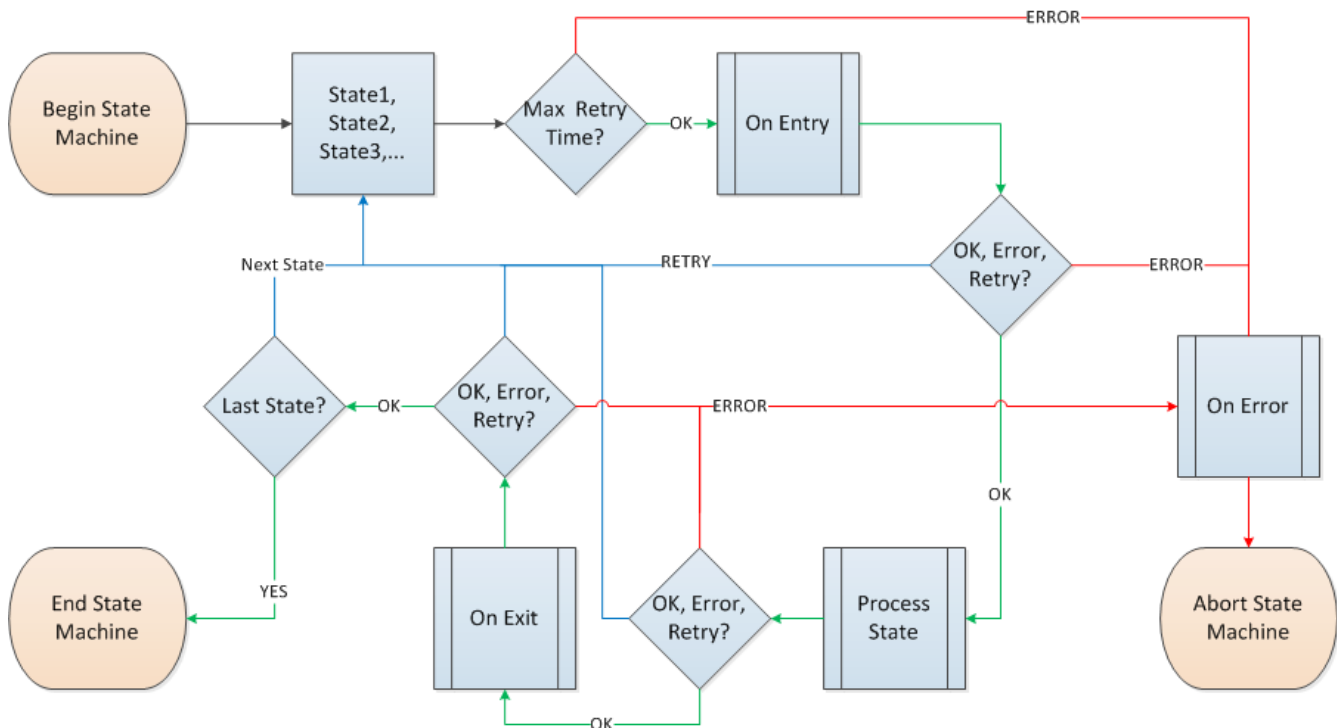 ERROR
Begin State
Machine
State1,
State2,
State3,...
Max Retry
Time?
OK
On Entry
Next State
RETRY
OK, Error,
Retry?
ERROR
Last State?
OK
OK, Error,
Retry?
ERROR
On Error
OK
YES
End State
Machine
On Exit
OK, Error,
Retry?
Process
State
Abort State
Machine
OK